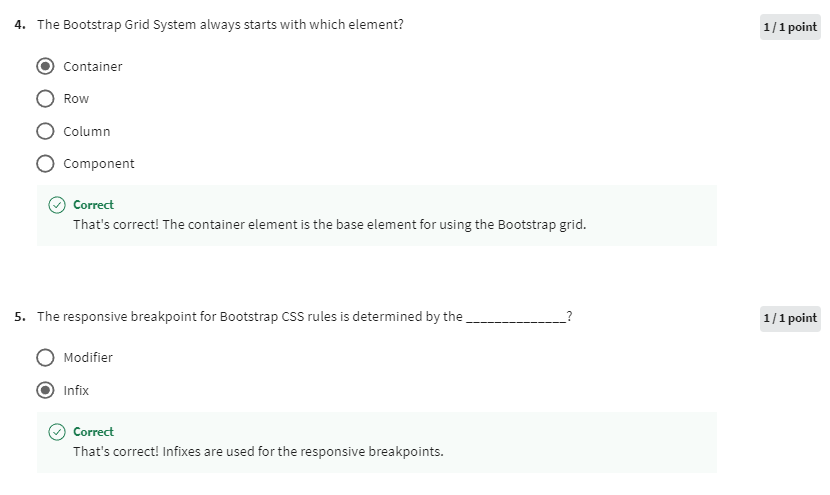 4. The Bootstrap Grid System always starts with which element?
1 / 1 point
Container
Row
Column
Component
Correct
That's correct! The container element is the base element for using the Bootstrap grid.
5. The responsive breakpoint for Bootstrap CSS rules is determined by the ______________?
1 / 1 point
Modifier
Infix
Correct
That's correct! Infixes are used for the responsive breakpoints.